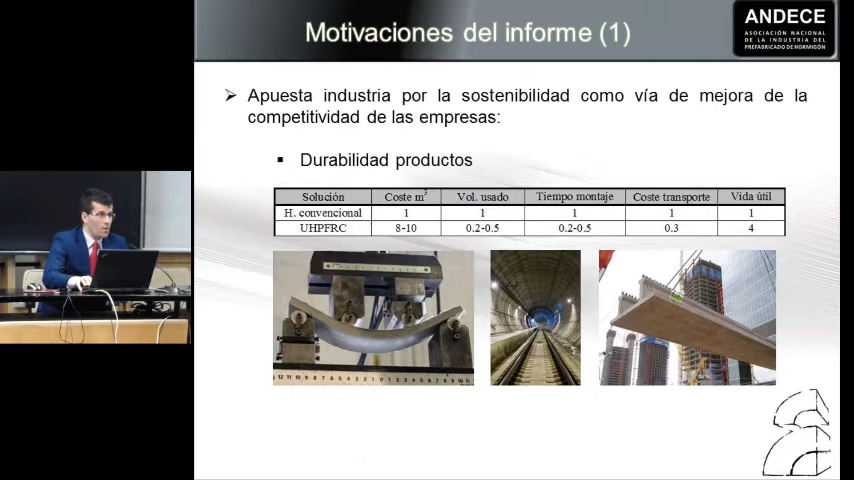 Motivaciones del informe (1)
ANDECE
ASOCIACIÓN NACIONAL
DE LA INDUSTRIA DEL
PREFABRICADO DE HORMIGÓN
➢ Apuesta industria por la sostenibilidad como vía de mejora de la
competitividad de las empresas:
▪ Durabilidad productos
Solución Coste m³ Vol. usado Tiempo montaje Coste transporte Vida útil
H. convencional 1 1 1 1 1
UHPFRC 8-10 0.2-0.5 0.2-0.5 0.3 4